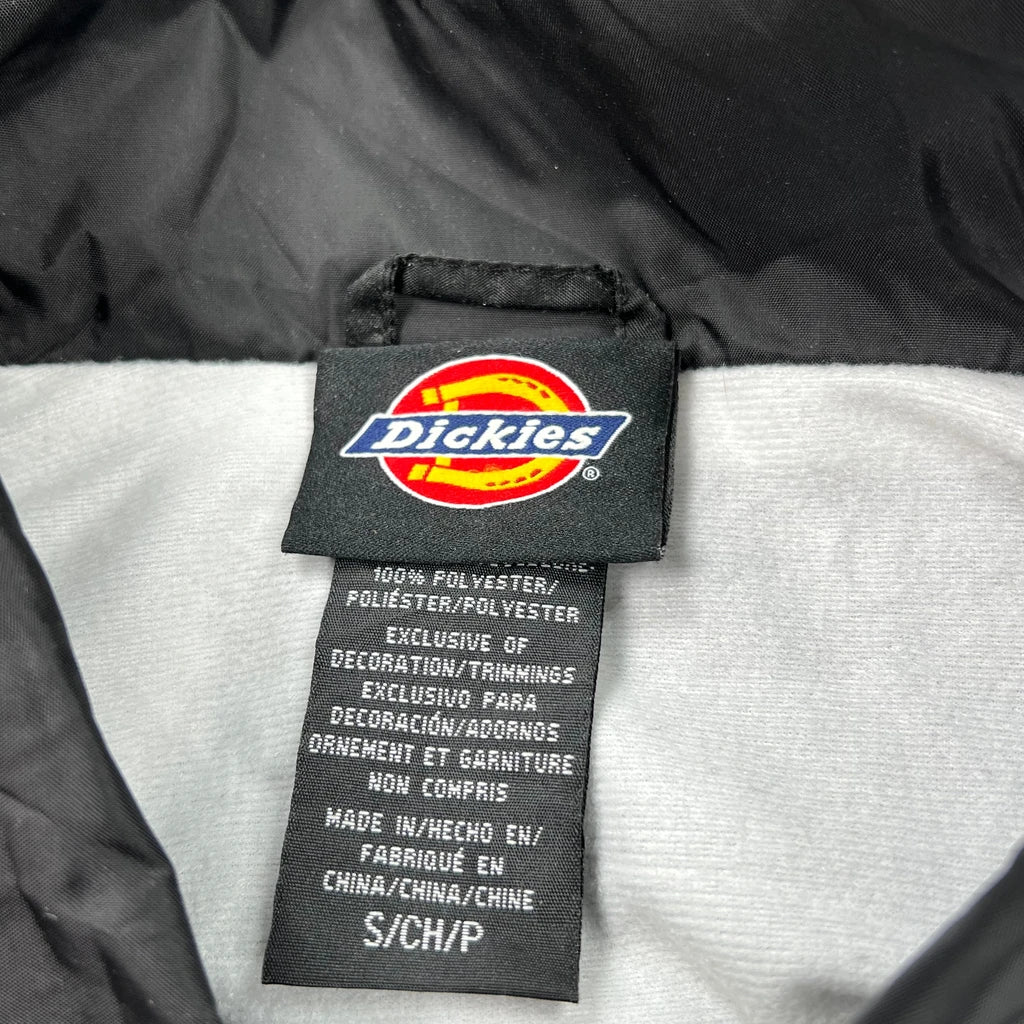 Dickies
®
100% POLYESTER/
POLIÉSTER/POLYESTER
EXCLUSIVE OF
DECORATION/TRIMMINGS
EXCLUSIVO PARA
DECORACIÓN/ADORNOS
ORNEMENT ET GARNITURE
NON COMPRIS
MADE IN/HECHO EN/
FABRIQUÉ EN
CHINA/CHINA/CHINE
S/CH/P